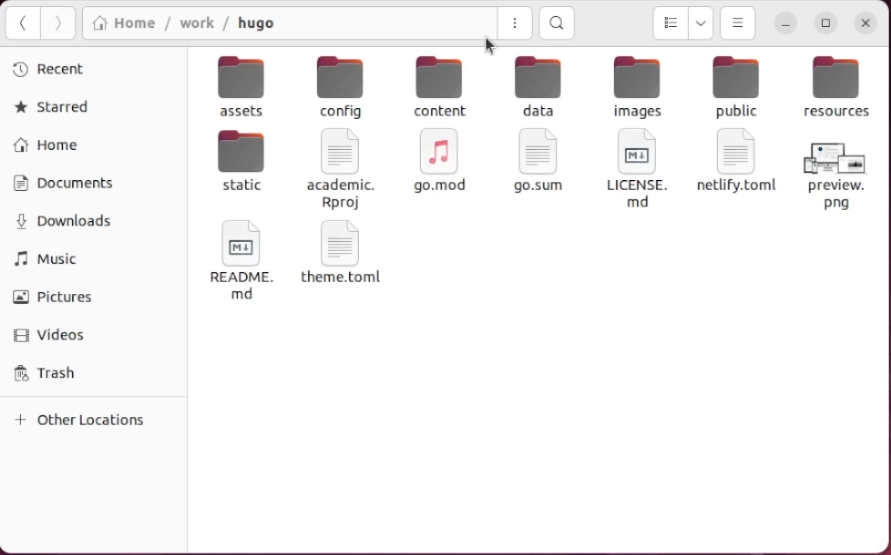 Home / work / hugo
Recent
Starred
Home
Documents
Downloads
Music
Pictures
Videos
Trash
+ Other Locations
assets
config
content
data
images
public
resources
static
academic.
Rproj
go.mod
go.sum
LICENSE.
md
netlify.toml
preview.
png
README.
md
theme.toml